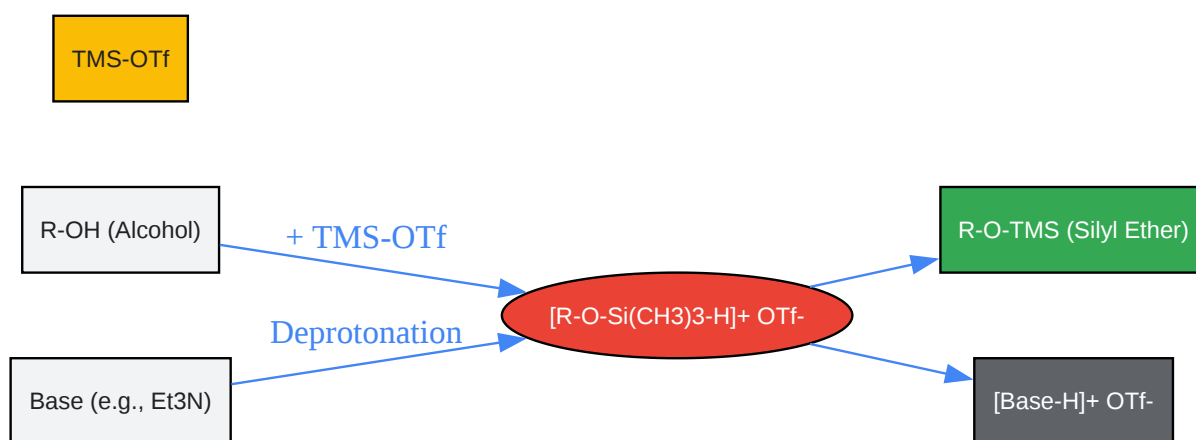 TMS-OTf
R-OH (Alcohol)
+ TMS-OTf
R-O-TMS (Silyl Ether)
[R-O-Si(CH3)3-H]+ OTf-
Deprotonation
Base (e.g., Et3N)
[Base-H]+ OTf-